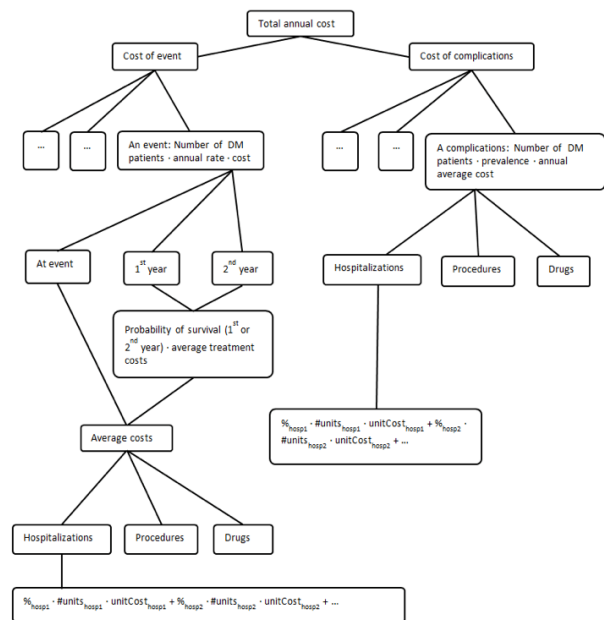 Total annual cost
Cost of event
Cost of complications
...
...
An event: Number of DM
patients · annual rate · cost
...
...
A complications: Number of DM
patients · prevalence · annual
average cost
At event
1st year
2nd year
Hospitalizations
Procedures
Drugs
Probability of survival (1st or
2nd year) · average treatment
costs
%hosp1 · #unitshosp1 · unitCosthosp1 + %hosp2 ·
#unitshosp2 · unitCosthosp2 + ...
Average costs
Hospitalizations
Procedures
Drugs
%hosp1 · #unitshosp1 · unitCosthosp1 + %hosp2 · #unitshosp2 · unitCosthosp2 + ...